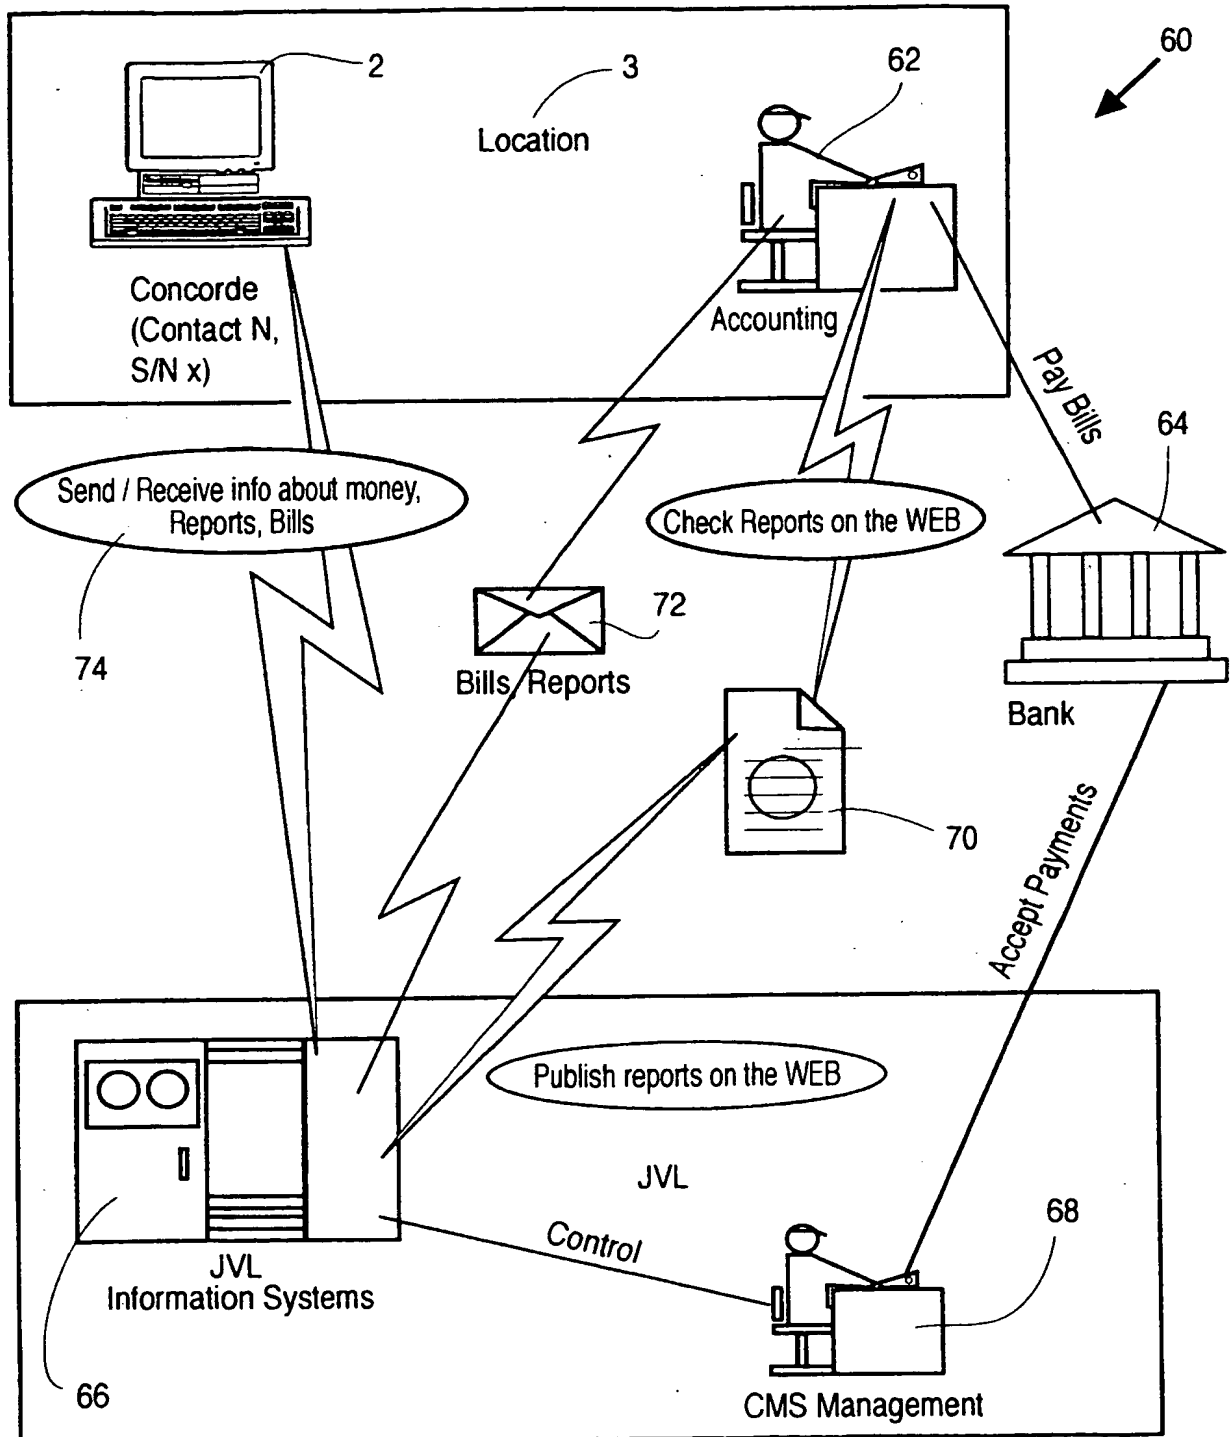 60
2
3
62
Location
Concorde
(Contact N,
S/N x)
Accounting
Pay Bills
64
Send / Receive info about money,
Reports, Bills
Check Reports on the WEB
74
72
Bills, Reports
Bank
70
Accept Payments
Publish reports on the WEB
JVL
68
Control
JVL
Information Systems
66
CMS Management